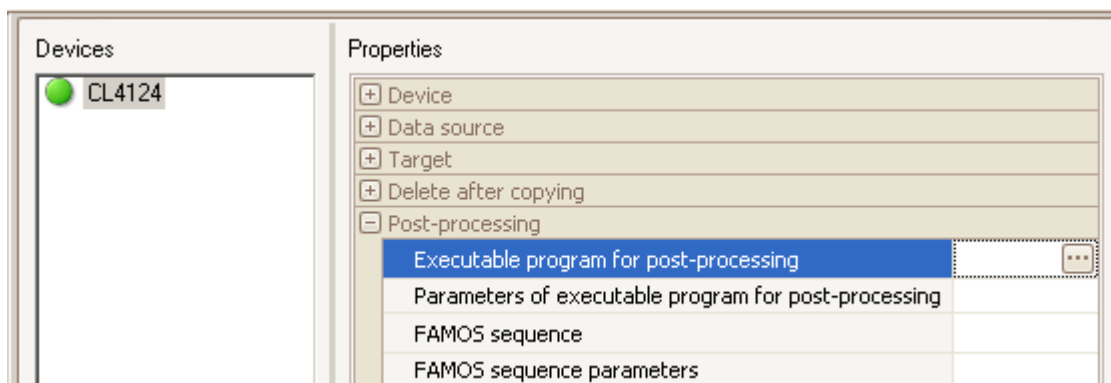 Devices
Properties
CL4124
Device
Data source
Target
Delete after copying
Post-processing
Executable program for post-processing
Parameters of executable program for post-processing
FAMOS sequence
FAMOS sequence parameters